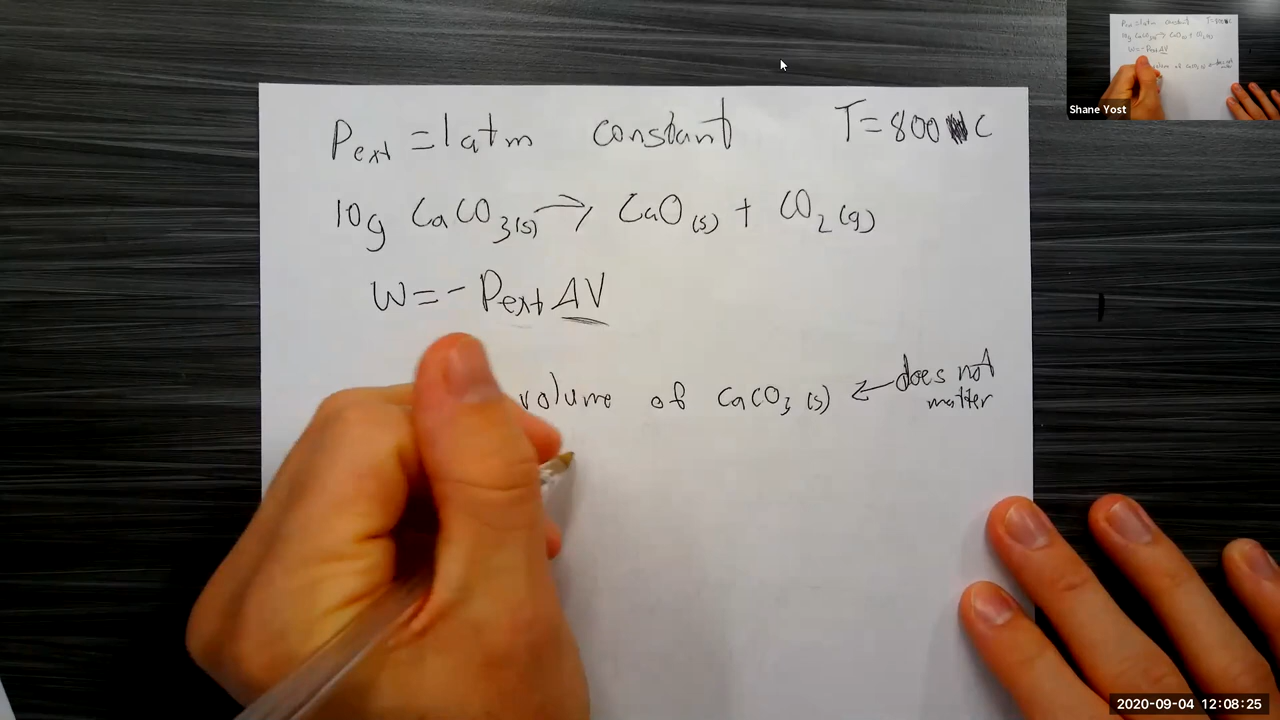 Pext = 1atm constant T = 800 C
10g CaCO3(s) → CaO(s) + CO2(g)
W = - Pext ΔV
volume of CaCO3(s) ← does not
matter
Shane Yost
2020-09-04 12:08:25